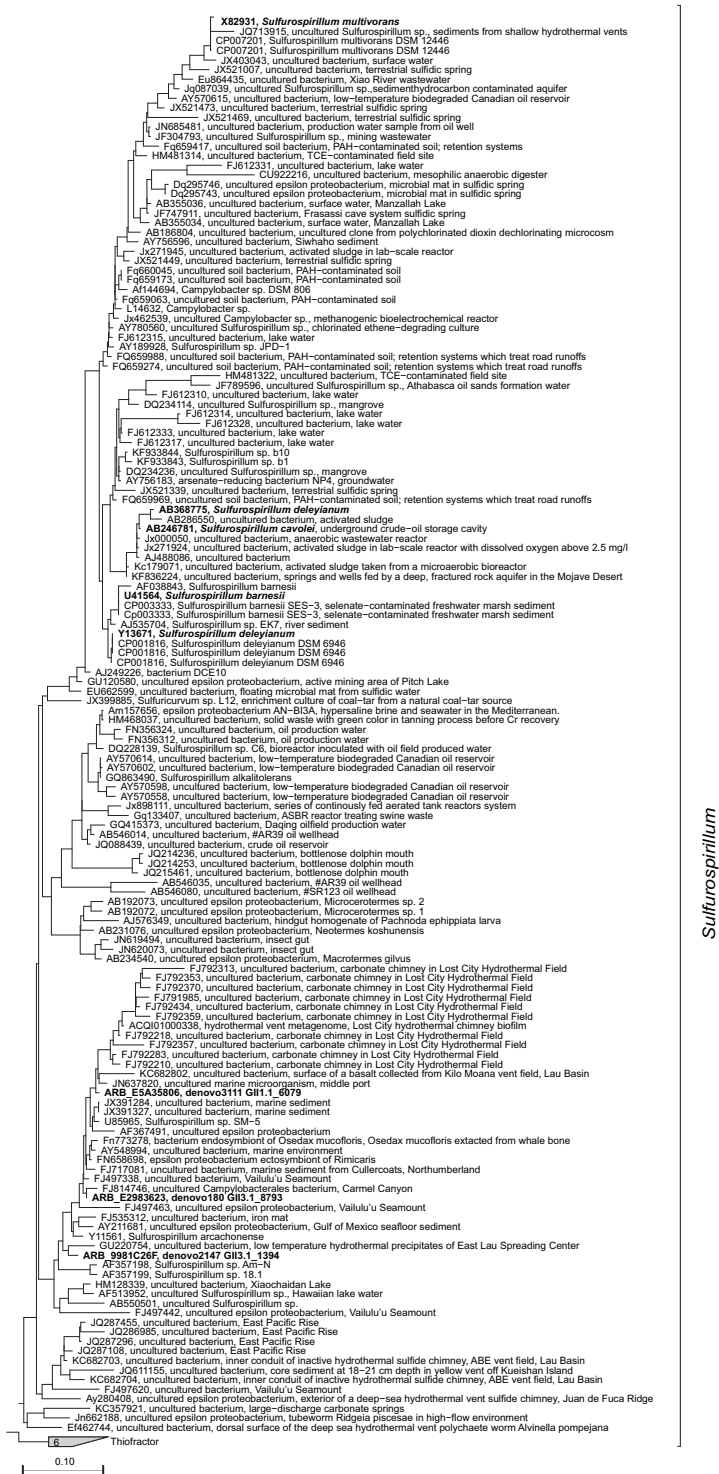 X82931, Sulfurospirillum multivorans
JQ713915, uncultured Sulfurospirillum sp., sediments from shallow hydrothermal vents
CP007201, Sulfurospirillum multivorans DSM 12446
CP007201, Sulfurospirillum multivorans DSM 12446
JX403043, uncultured bacterium, surface water
JX521007, uncultured bacterium, terrestrial sulfidic spring
Eu864435, uncultured bacterium, Xiao River wastewater
Jq087039, uncultured Sulfurospirillum sp.,sedimenthydrocarbon contaminated aquifer
AY570615, uncultured bacterium, low−temperature biodegraded Canadian oil reservoir
JX521473, uncultured bacterium, terrestrial sulfidic spring
JX521469, uncultured bacterium, terrestrial sulfidic spring
JN685481, uncultured bacterium, production water sample from oil well
JF304793, uncultured Sulfurospirillum sp., mining wastewater
Fq659417, uncultured soil bacterium, PAH−contaminated soil; retention systems
HM481314, uncultured bacterium, TCE−contaminated field site
FJ612331, uncultured bacterium, lake water
CU922216, uncultured bacterium, mesophilic anaerobic digester
Dq295746, uncultured epsilon proteobacterium, microbial mat in sulfidic spring
Dq295743, uncultured epsilon proteobacterium, microbial mat in sulfidic spring
AB355036, uncultured bacterium, surface water, Manzallah Lake
JF747911, uncultured bacterium, Frasassi cave system sulfidic spring
AB355034, uncultured bacterium, surface water, Manzallah Lake
AB186804, uncultured bacterium, uncultured clone from polychlorinated dioxin dechlorinating microcosm
AY756596, uncultured bacterium, Siwhaho sediment
Jx271945, uncultured bacterium, activated sludge in lab−scale reactor
JX521449, uncultured bacterium, terrestrial sulfidic spring
Fq660045, uncultured soil bacterium, PAH−contaminated soil
Fq659173, uncultured soil bacterium, PAH−contaminated soil
Af144694, Campylobacter sp. DSM 806
Fq659063, uncultured soil bacterium, PAH−contaminated soil
L14632, Campylobacter sp.
Jx462539, uncultured Campylobacter sp., methanogenic bioelectrochemical reactor
AY780560, uncultured Sulfurospirillum sp., chlorinated ethene−degrading culture
FJ612315, uncultured bacterium, lake water
AY189928, Sulfurospirillum sp. JPD−1
FQ659988, uncultured soil bacterium, PAH−contaminated soil; retention systems which treat road runoffs
FQ659274, uncultured soil bacterium, PAH−contaminated soil; retention systems which treat road runoffs
HM481322, uncultured bacterium, TCE−contaminated field site
JF789596, uncultured Sulfurospirillum sp., Athabasca oil sands formation water
FJ612310, uncultured bacterium, lake water
DQ234114, uncultured Sulfurospirillum sp., mangrove
FJ612314, uncultured bacterium, lake water
FJ612328, uncultured bacterium, lake water
FJ612333, uncultured bacterium, lake water
FJ612317, uncultured bacterium, lake water
KF933844, Sulfurospirillum sp. b10
KF933843, Sulfurospirillum sp. b1
DQ234236, uncultured Sulfurospirillum sp., mangrove
AY756183, arsenate−reducing bacterium NP4, groundwater
JX521339, uncultured bacterium, terrestrial sulfidic spring
FQ659969, uncultured soil bacterium, PAH−contaminated soil; retention systems which treat road runoffs
AB368775, Sulfurospirillum deleyianum
AB286550, uncultured bacterium, activated sludge
AB246781, Sulfurospirillum cavolei, underground crude−oil storage cavity
Jx000050, uncultured bacterium, anaerobic wastewater reactor
Jx271924, uncultured bacterium, activated sludge in lab−scale reactor with dissolved oxygen above 2.5 mg/l
AJ488086, uncultured bacterium
Kc179071, uncultured bacterium, activated sludge taken from a microaerobic bioreactor
KF836224, uncultured bacterium, springs and wells fed by a deep, fractured rock aquifer in the Mojave Desert
AF038843, Sulfurospirillum barnesii
U41564, Sulfurospirillum barnesii
CP003333, Sulfurospirillum barnesii SES−3, selenate−contaminated freshwater marsh sediment
Cp003333, Sulfurospirillum barnesii SES−3, selenate−contaminated freshwater marsh sediment
AJ535704, Sulfurospirillum sp. EK7, river sediment
Y13671, Sulfurospirillum deleyianum
CP001816, Sulfurospirillum deleyianum DSM 6946
CP001816, Sulfurospirillum deleyianum DSM 6946
CP001816, Sulfurospirillum deleyianum DSM 6946
AJ249226, bacterium DCE10
GU120580, uncultured epsilon proteobacterium, active mining area of Pitch Lake
EU662599, uncultured bacterium, floating microbial mat from sulfidic water
JX399885, Sulfuricurvum sp. L12, enrichment culture of coal−tar from a natural coal−tar source
Am157656, epsilon proteobacterium AN−BI3A, hypersaline brine and seawater in the Mediterranean.
HM468037, uncultured bacterium, solid waste with green color in tanning process before Cr recovery
FN356324, uncultured bacterium, oil production water
FN356312, uncultured bacterium, oil production water
DQ228139, Sulfurospirillum sp. C6, bioreactor inoculated with oil field produced water
AY570614, uncultured bacterium, low−temperature biodegraded Canadian oil reservoir
AY570602, uncultured bacterium, low−temperature biodegraded Canadian oil reservoir
GQ863490, Sulfurospirillum alkalitolerans
AY570598, uncultured bacterium, low−temperature biodegraded Canadian oil reservoir
AY570558, uncultured bacterium, low−temperature biodegraded Canadian oil reservoir
Jx898111, uncultured bacterium, series of continously fed aerated tank reactors system
Gq133407, uncultured bacterium, ASBR reactor treating swine waste
GQ415373, uncultured bacterium, Daqing oilfield production water
AB546014, uncultured bacterium, #AR39 oil wellhead
JQ088439, uncultured bacterium, crude oil reservoir
JQ214236, uncultured bacterium, bottlenose dolphin mouth
JQ214253, uncultured bacterium, bottlenose dolphin mouth
JQ215461, uncultured bacterium, bottlenose dolphin mouth
AB546035, uncultured bacterium, #AR39 oil wellhead
AB546080, uncultured bacterium, #SR123 oil wellhead
AB192073, uncultured epsilon proteobacterium, Microcerotermes sp. 2
AB192072, uncultured epsilon proteobacterium, Microcerotermes sp. 1
AJ576349, uncultured bacterium, hindgut homogenate of Pachnoda ephippiata larva
AB231076, uncultured epsilon proteobacterium, Neotermes koshunensis
JN619494, uncultured bacterium, insect gut
JN620073, uncultured bacterium, insect gut
AB234540, uncultured epsilon proteobacterium, Macrotermes gilvus
FJ792313, uncultured bacterium, carbonate chimney in Lost City Hydrothermal Field
FJ792353, uncultured bacterium, carbonate chimney in Lost City Hydrothermal Field
FJ792370, uncultured bacterium, carbonate chimney in Lost City Hydrothermal Field
FJ791985, uncultured bacterium, carbonate chimney in Lost City Hydrothermal Field
FJ792434, uncultured bacterium, carbonate chimney in Lost City Hydrothermal Field
FJ792359, uncultured bacterium, carbonate chimney in Lost City Hydrothermal Field
ACQI01000338, hydrothermal vent metagenome, Lost City hydrothermal chimney biofilm
FJ792218, uncultured bacterium, carbonate chimney in Lost City Hydrothermal Field
FJ792357, uncultured bacterium, carbonate chimney in Lost City Hydrothermal Field
FJ792283, uncultured bacterium, carbonate chimney in Lost City Hydrothermal Field
FJ792210, uncultured bacterium, carbonate chimney in Lost City Hydrothermal Field
KC682802, uncultured bacterium, surface of a basalt collected from Kilo Moana vent field, Lau Basin
JN637820, uncultured marine microorganism, middle port
ARB_E5A35806, denovo3111 GII1.1_6079
JX391284, uncultured bacterium, marine sediment
JX391327, uncultured bacterium, marine sediment
U85965, Sulfurospirillum sp. SM−5
AF367491, uncultured epsilon proteobacterium
Fn773278, bacterium endosymbiont of Osedax mucofloris, Osedax mucofloris extacted from whale bone
AY548994, uncultured bacterium, marine environment
FN658698, epsilon proteobacterium ectosymbiont of Rimicaris
FJ717081, uncultured bacterium, marine sediment from Cullercoats, Northumberland
FJ497338, uncultured bacterium, Vailulu'u Seamount
FJ814746, uncultured Campylobacterales bacterium, Carmel Canyon
ARB_E2983623, denovo180 GII3.1_8793
FJ497463, uncultured epsilon proteobacterium, Vailulu'u Seamount
FJ535312, uncultured bacterium, iron mat
AY211681, uncultured epsilon proteobacterium, Gulf of Mexico seafloor sediment
Y11561, Sulfurospirillum arcachonense
GU220754, uncultured bacterium, low temperature hydrothermal precipitates of East Lau Spreading Center
ARB_9981C26F, denovo2147 GII3.1_1394
AF357198, Sulfurospirillum sp. Am−N
AF357199, Sulfurospirillum sp. 18.1
HM128339, uncultured bacterium, Xiaochaidan Lake
AF513952, uncultured Sulfurospirillum sp., Hawaiian lake water
AB550501, uncultured Sulfurospirillum sp.
FJ497442, uncultured epsilon proteobacterium, Vailulu'u Seamount
JQ287455, uncultured bacterium, East Pacific Rise
JQ286985, uncultured bacterium, East Pacific Rise
JQ287296, uncultured bacterium, East Pacific Rise
JQ287108, uncultured bacterium, East Pacific Rise
KC682703, uncultured bacterium, inner conduit of inactive hydrothermal sulfide chimney, ABE vent field, Lau Basin
JQ611155, uncultured bacterium, core sediment at 18−21 cm depth in yellow vent off Kueishan Island
KC682704, uncultured bacterium, inner conduit of inactive hydrothermal sulfide chimney, ABE vent field, Lau Basin
FJ497620, uncultured bacterium, Vailulu'u Seamount
Ay280408, uncultured epsilon proteobacterium, exterior of a deep−sea hydrothermal vent sulfide chimney, Juan de Fuca Ridge
KC357921, uncultured bacterium, large−discharge carbonate springs
Jn662188, uncultured epsilon proteobacterium, tubeworm Ridgeia piscesae in high−flow environment
Ef462744, uncultured bacterium, dorsal surface of the deep sea hydrothermal vent polychaete worm Alvinella pompejana
6 Thiofractor
0.10
Sulfurospirillum